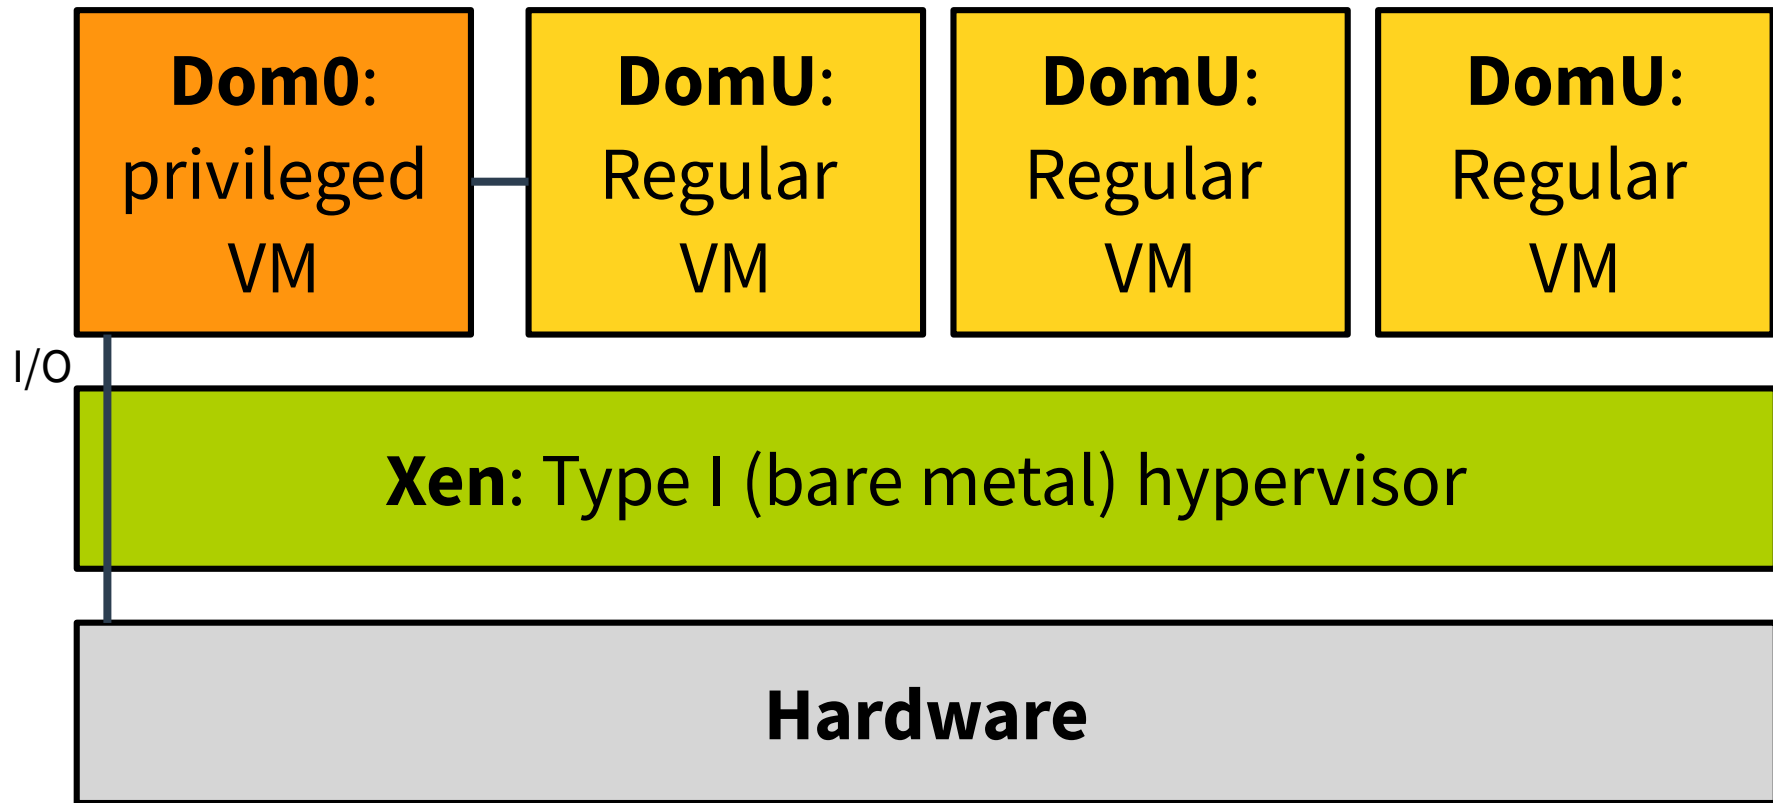 Dom0:
privileged
VM
DomU:
Regular
VM
DomU:
Regular
VM
DomU:
Regular
VM
I/O
Xen: Type I (bare metal) hypervisor
Hardware